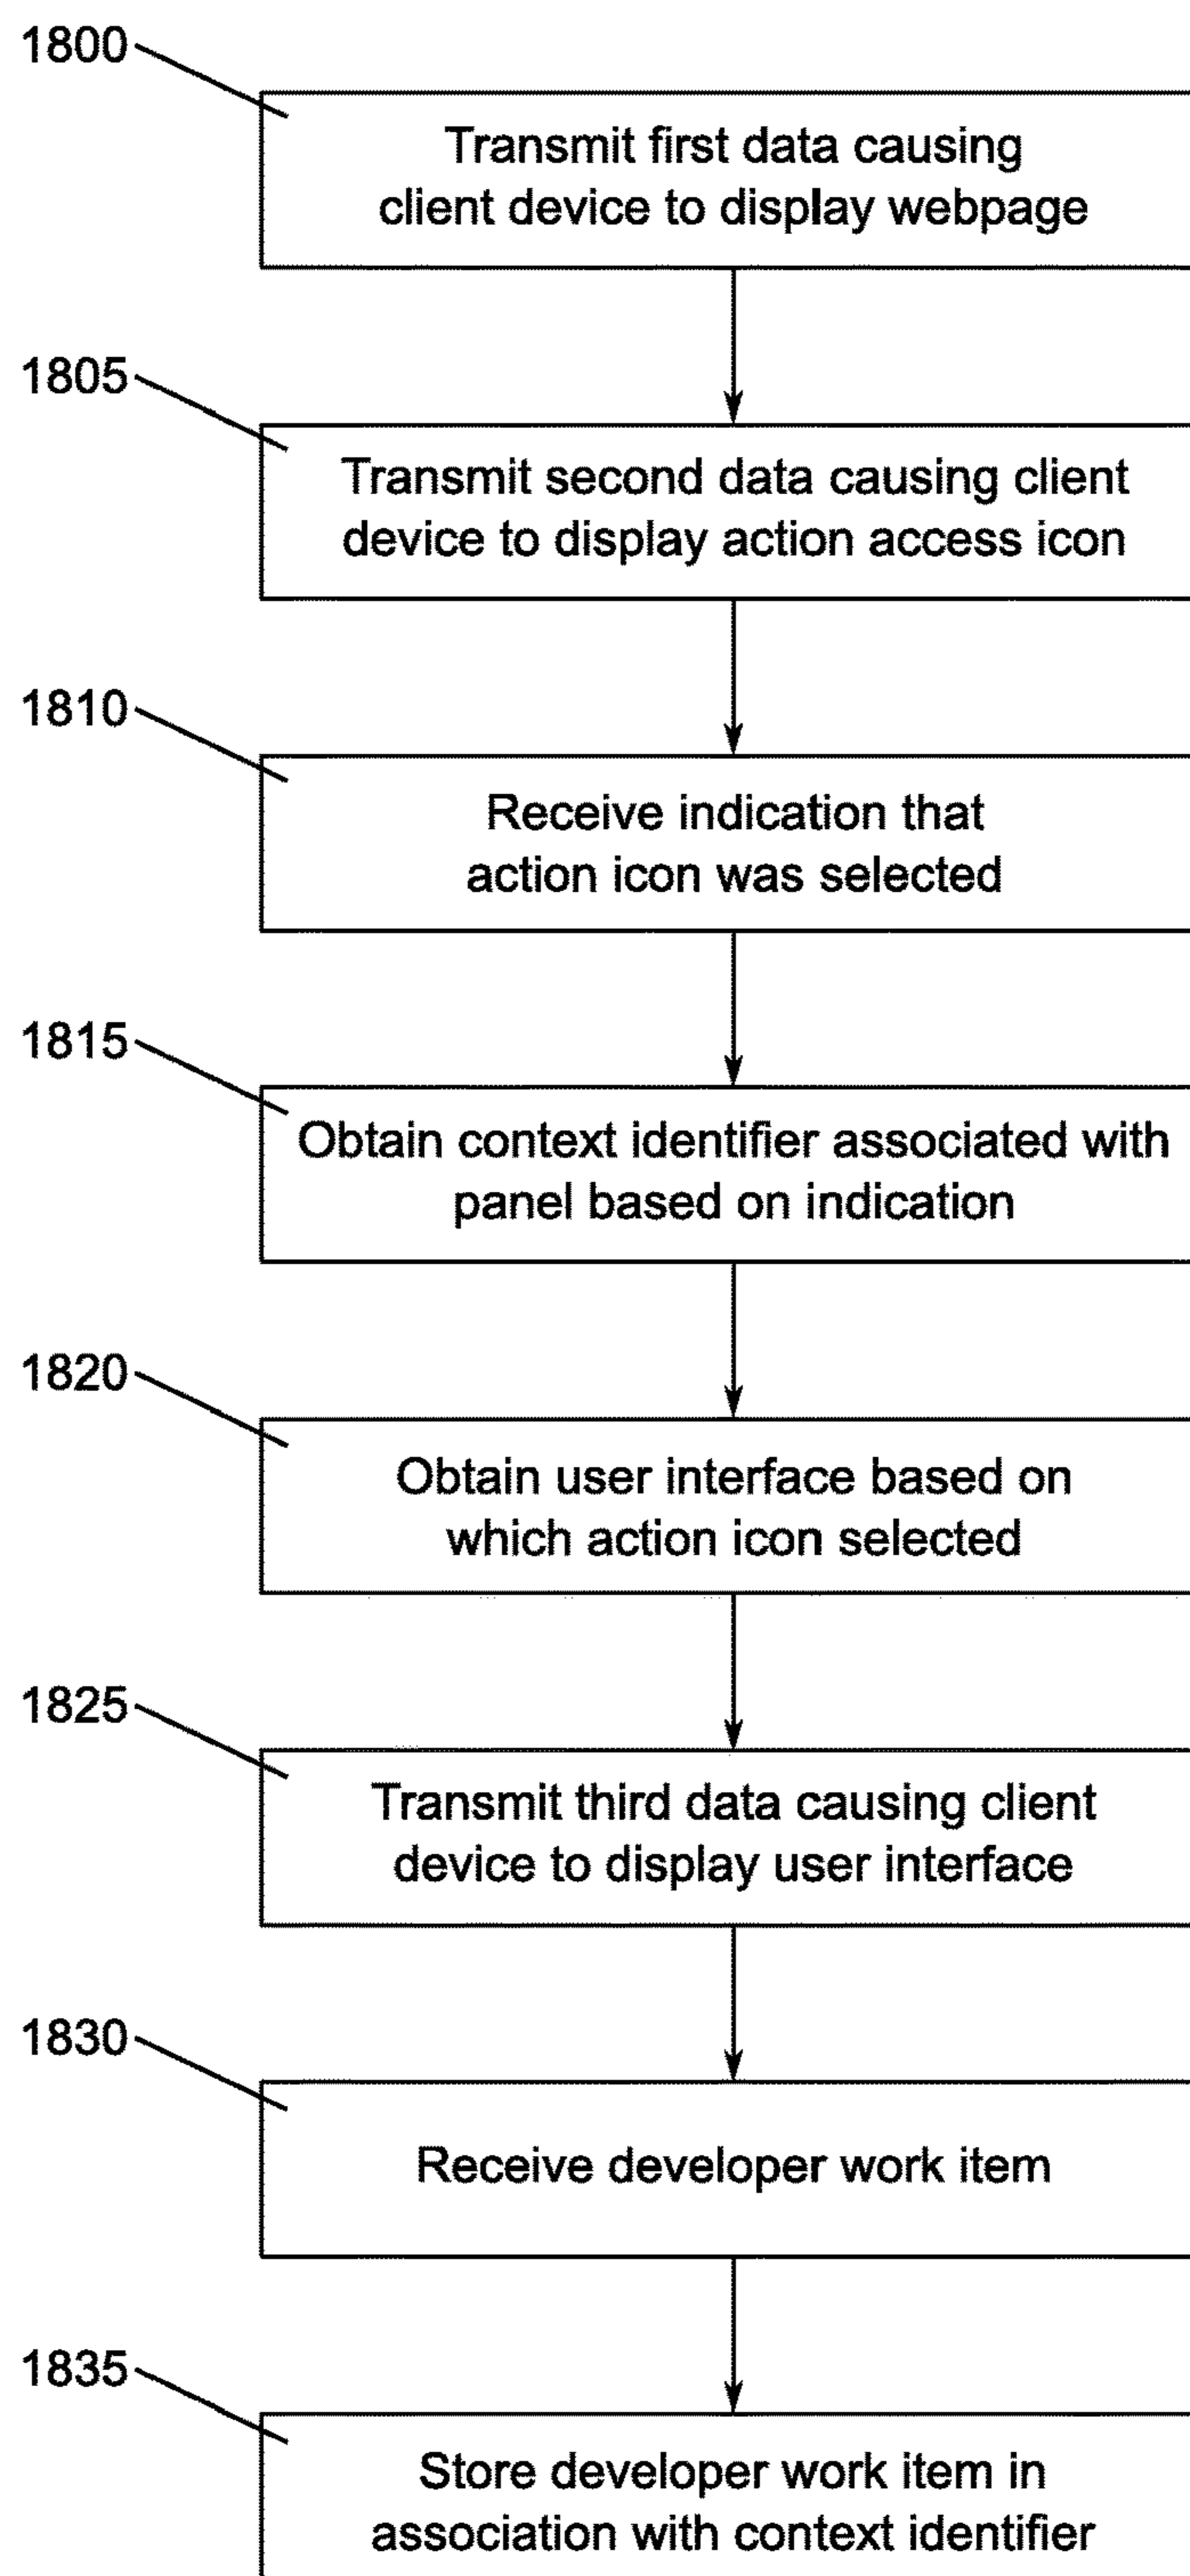 1800
Transmit first data causing
client device to display webpage
1805
Transmit second data causing client
device to display action access icon
1810
Receive indication that
action icon was selected
1815
Obtain context identifier associated with
panel based on indication
1820
Obtain user interface based on
which action icon selected
1825
Transmit third data causing client
device to display user interface
1830
Receive developer work item
1835
Store developer work item in
association with context identifier